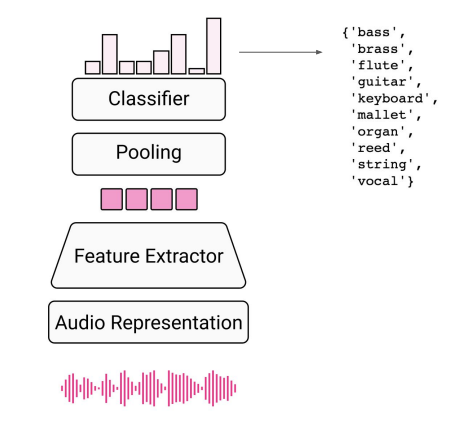 {'bass',
'brass',
'flute',
'guitar',
'keyboard',
'mallet',
'organ',
'reed',
'string',
'vocal'}
Classifier
Pooling
Feature Extractor
Audio Representation